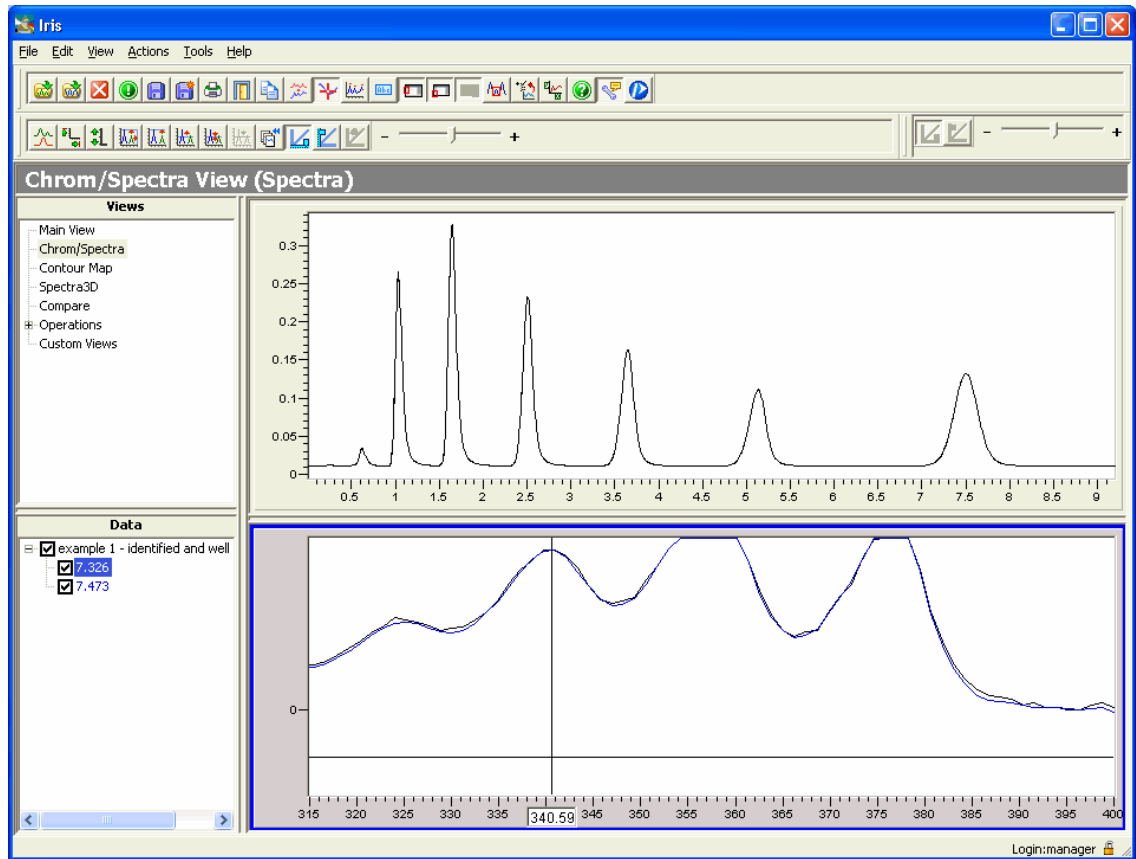 Iris
File Edit View Actions Tools Help
- + - +
Chrom/Spectra View (Spectra)
Views
Main View
Chrom/Spectra
Contour Map
Spectra3D
Compare
Operations
Custom Views
0.3
0.25
0.2
0.15
0.1
0.05
0
0.5 1 1.5 2 2.5 3 3.5 4 4.5 5 5.5 6 6.5 7 7.5 8 8.5 9
Data
example 1 - identified and well
7.326
7.473
0
315 320 325 330 335 340.59 345 350 355 360 365 370 375 380 385 390 395 400
Login:manager